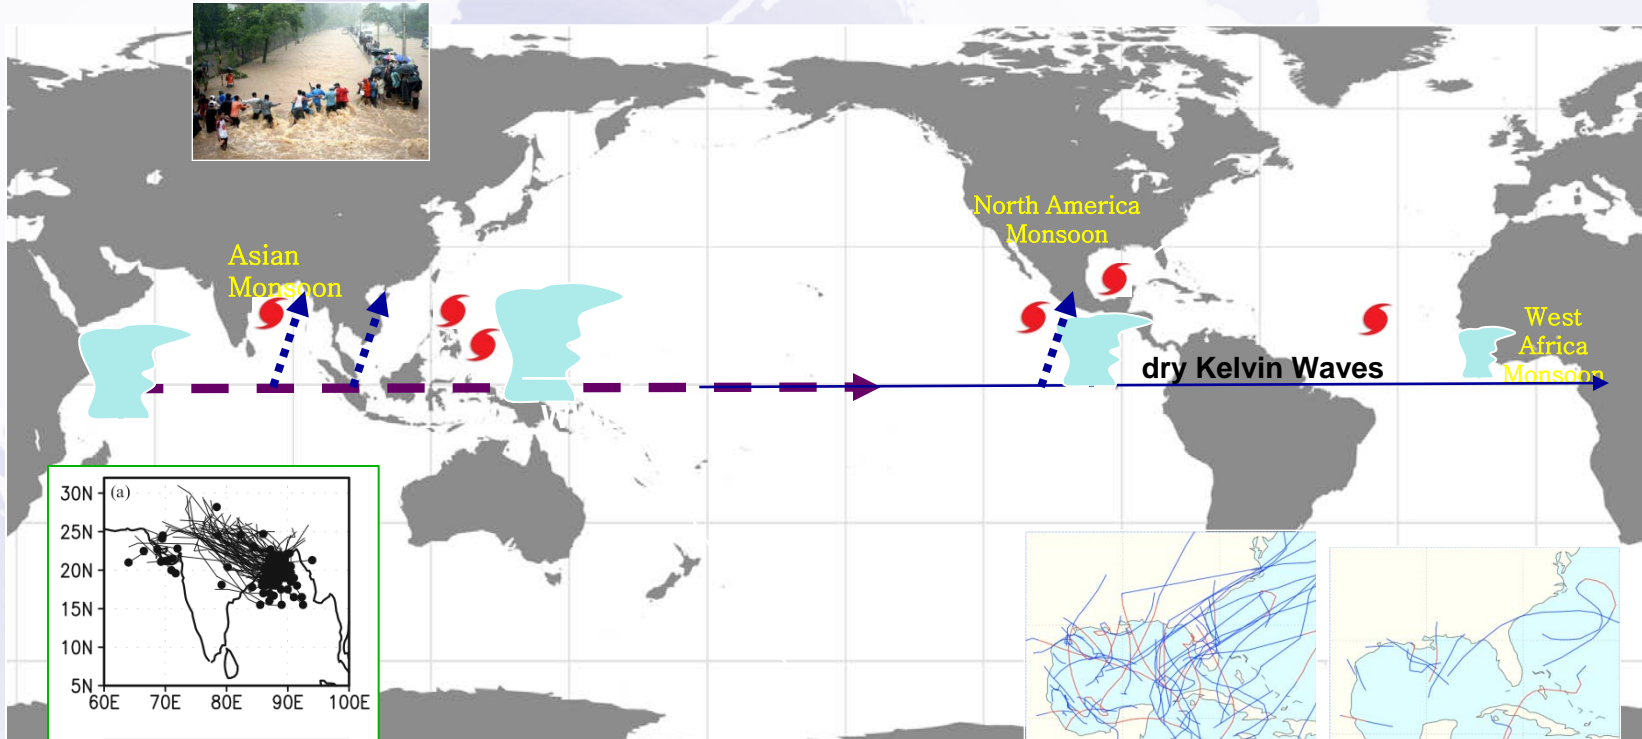 North America
Monsoon
Asian
Monsoon
West
Africa
Monsoon
dry Kelvin Waves
(a)
30N
25N
20N
15N
10N
5N
60E 70E 80E 90E 100E